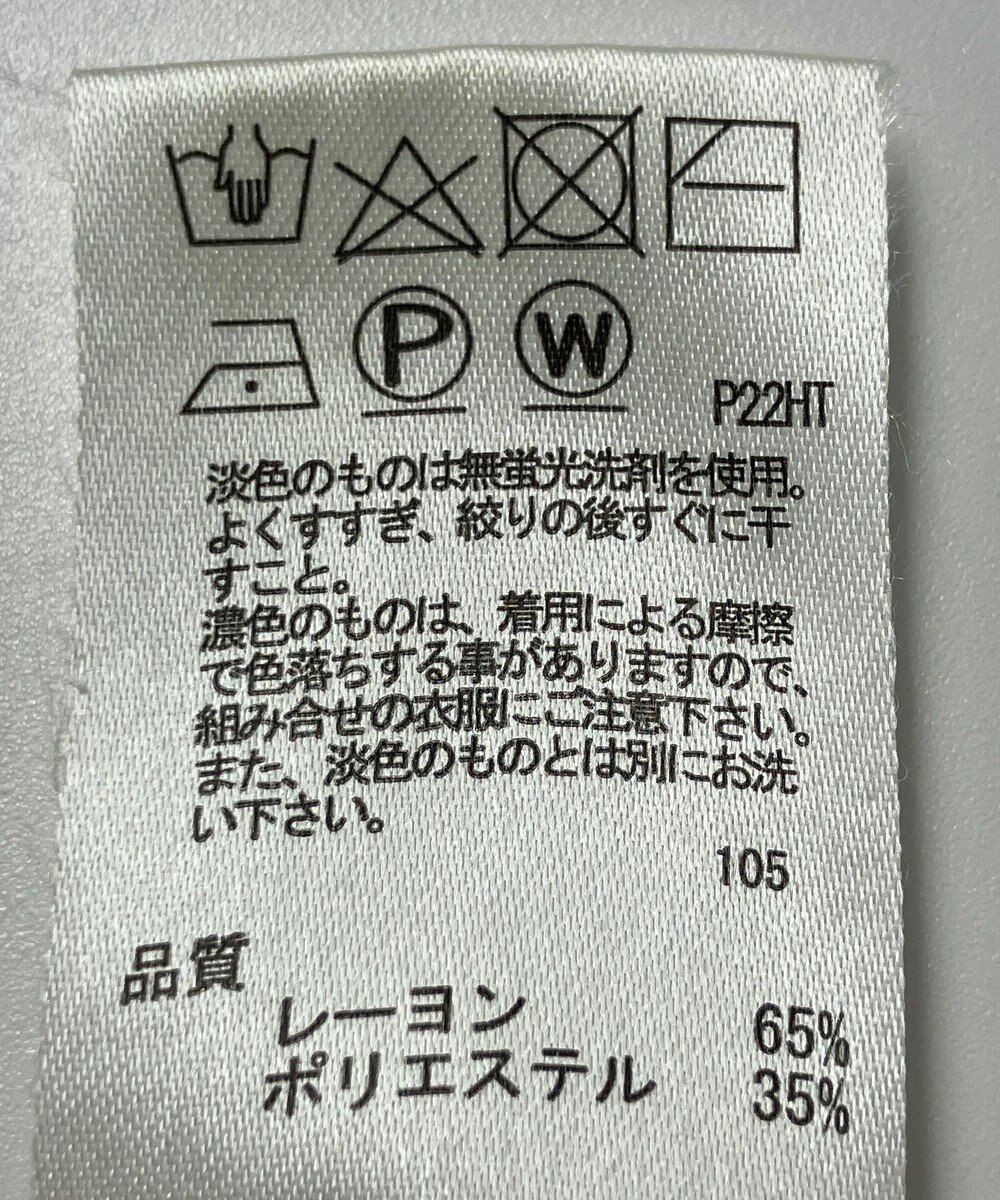 P W
P22HT
淡色のものは無蛍光洗剤を使用。
よくすすぎ、絞りの後すぐに干
すこと。
濃色のものは、着用による摩擦
で色落ちする事がありますので、
組み合せの衣服にご注意下さい。
また、淡色のものとは別にお洗
い下さい。
105
品質
レーヨン 65%
ポリエステル 35%